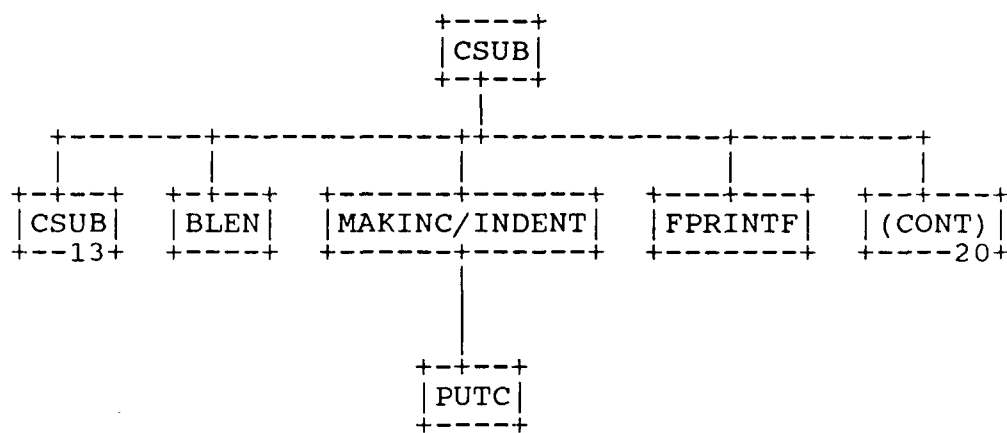 CSUB
CSUB BLEN MAKINC/INDENT FPRINTF (CONT)
13 20
PUTC